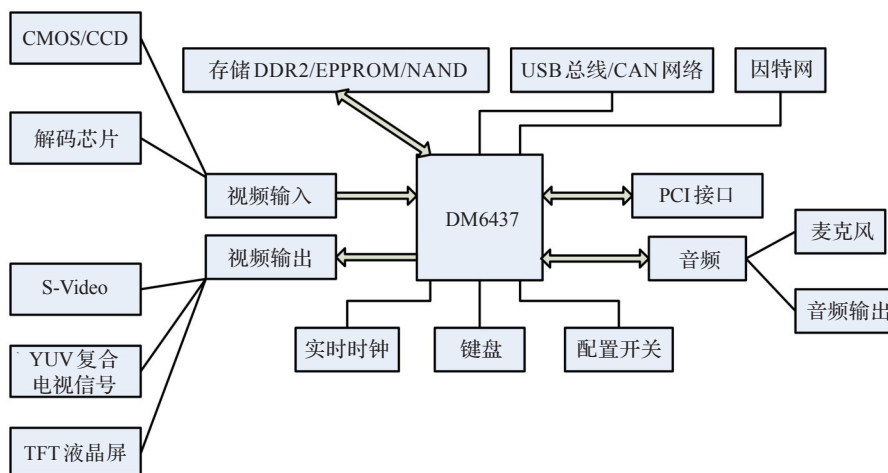 CMOS/CCD
存储DDR2/EPPROM/NAND
USB总线/CAN网络
因特网
解码芯片
视频输入
DM6437
PCI接口
麦克风
视频输出
音频
S-Video
音频输出
实时时钟
键盘
配置开关
YUV复合
电视信号
TFT液晶屏